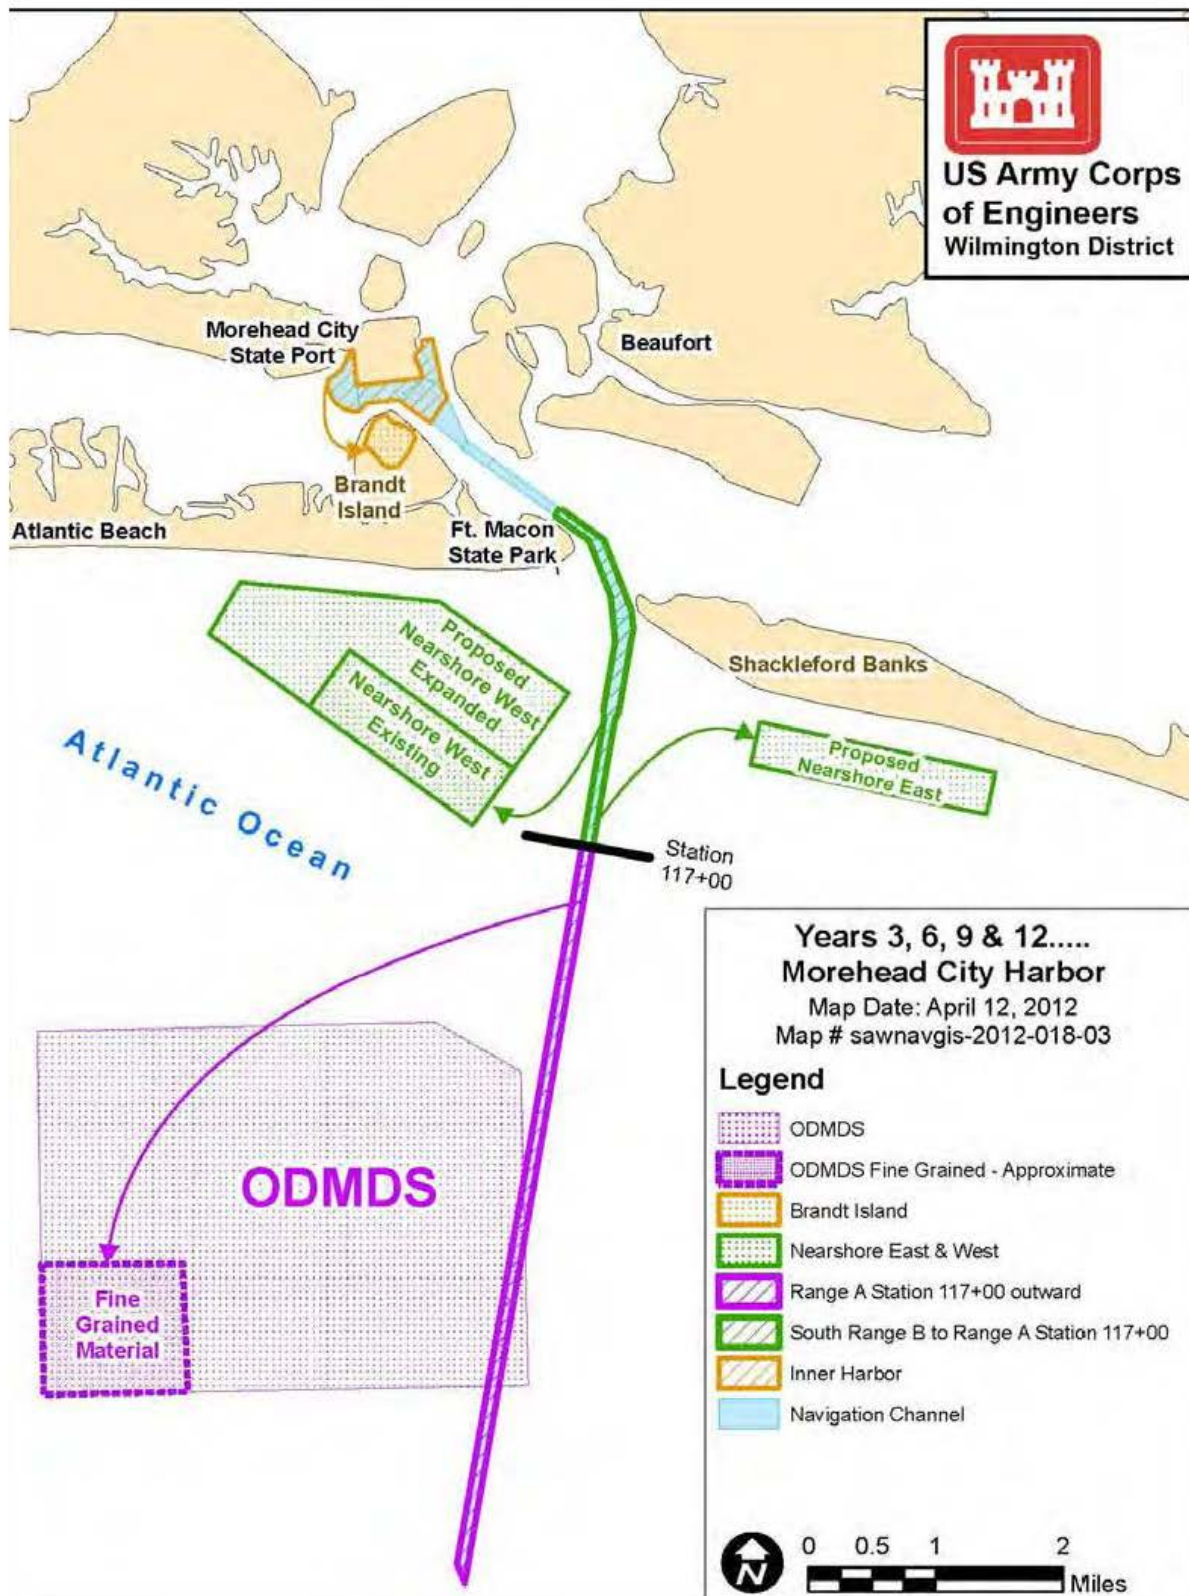 US Army Corps
of Engineers
Wilmington District
Morehead City
State Port
Beaufort
Brandt
Island
Atlantic Beach
Ft. Macon
State Park
Proposed
Nearshore West
Expanded
Nearshore West
Existing
Shackleford Banks
Proposed
Nearshore East
Atlantic Ocean
Station
117+00
ODMDS
Fine
Grained
Material
Years 3, 6, 9 & 12.....
Morehead City Harbor
Map Date: April 12, 2012
Map # sawnavgis-2012-018-03
Legend
ODMDS
ODMDS Fine Grained - Approximate
Brandt Island
Nearshore East & West
Range A Station 117+00 outward
South Range B to Range A Station 117+00
Inner Harbor
Navigation Channel
N
0 0.5 1 2
Miles